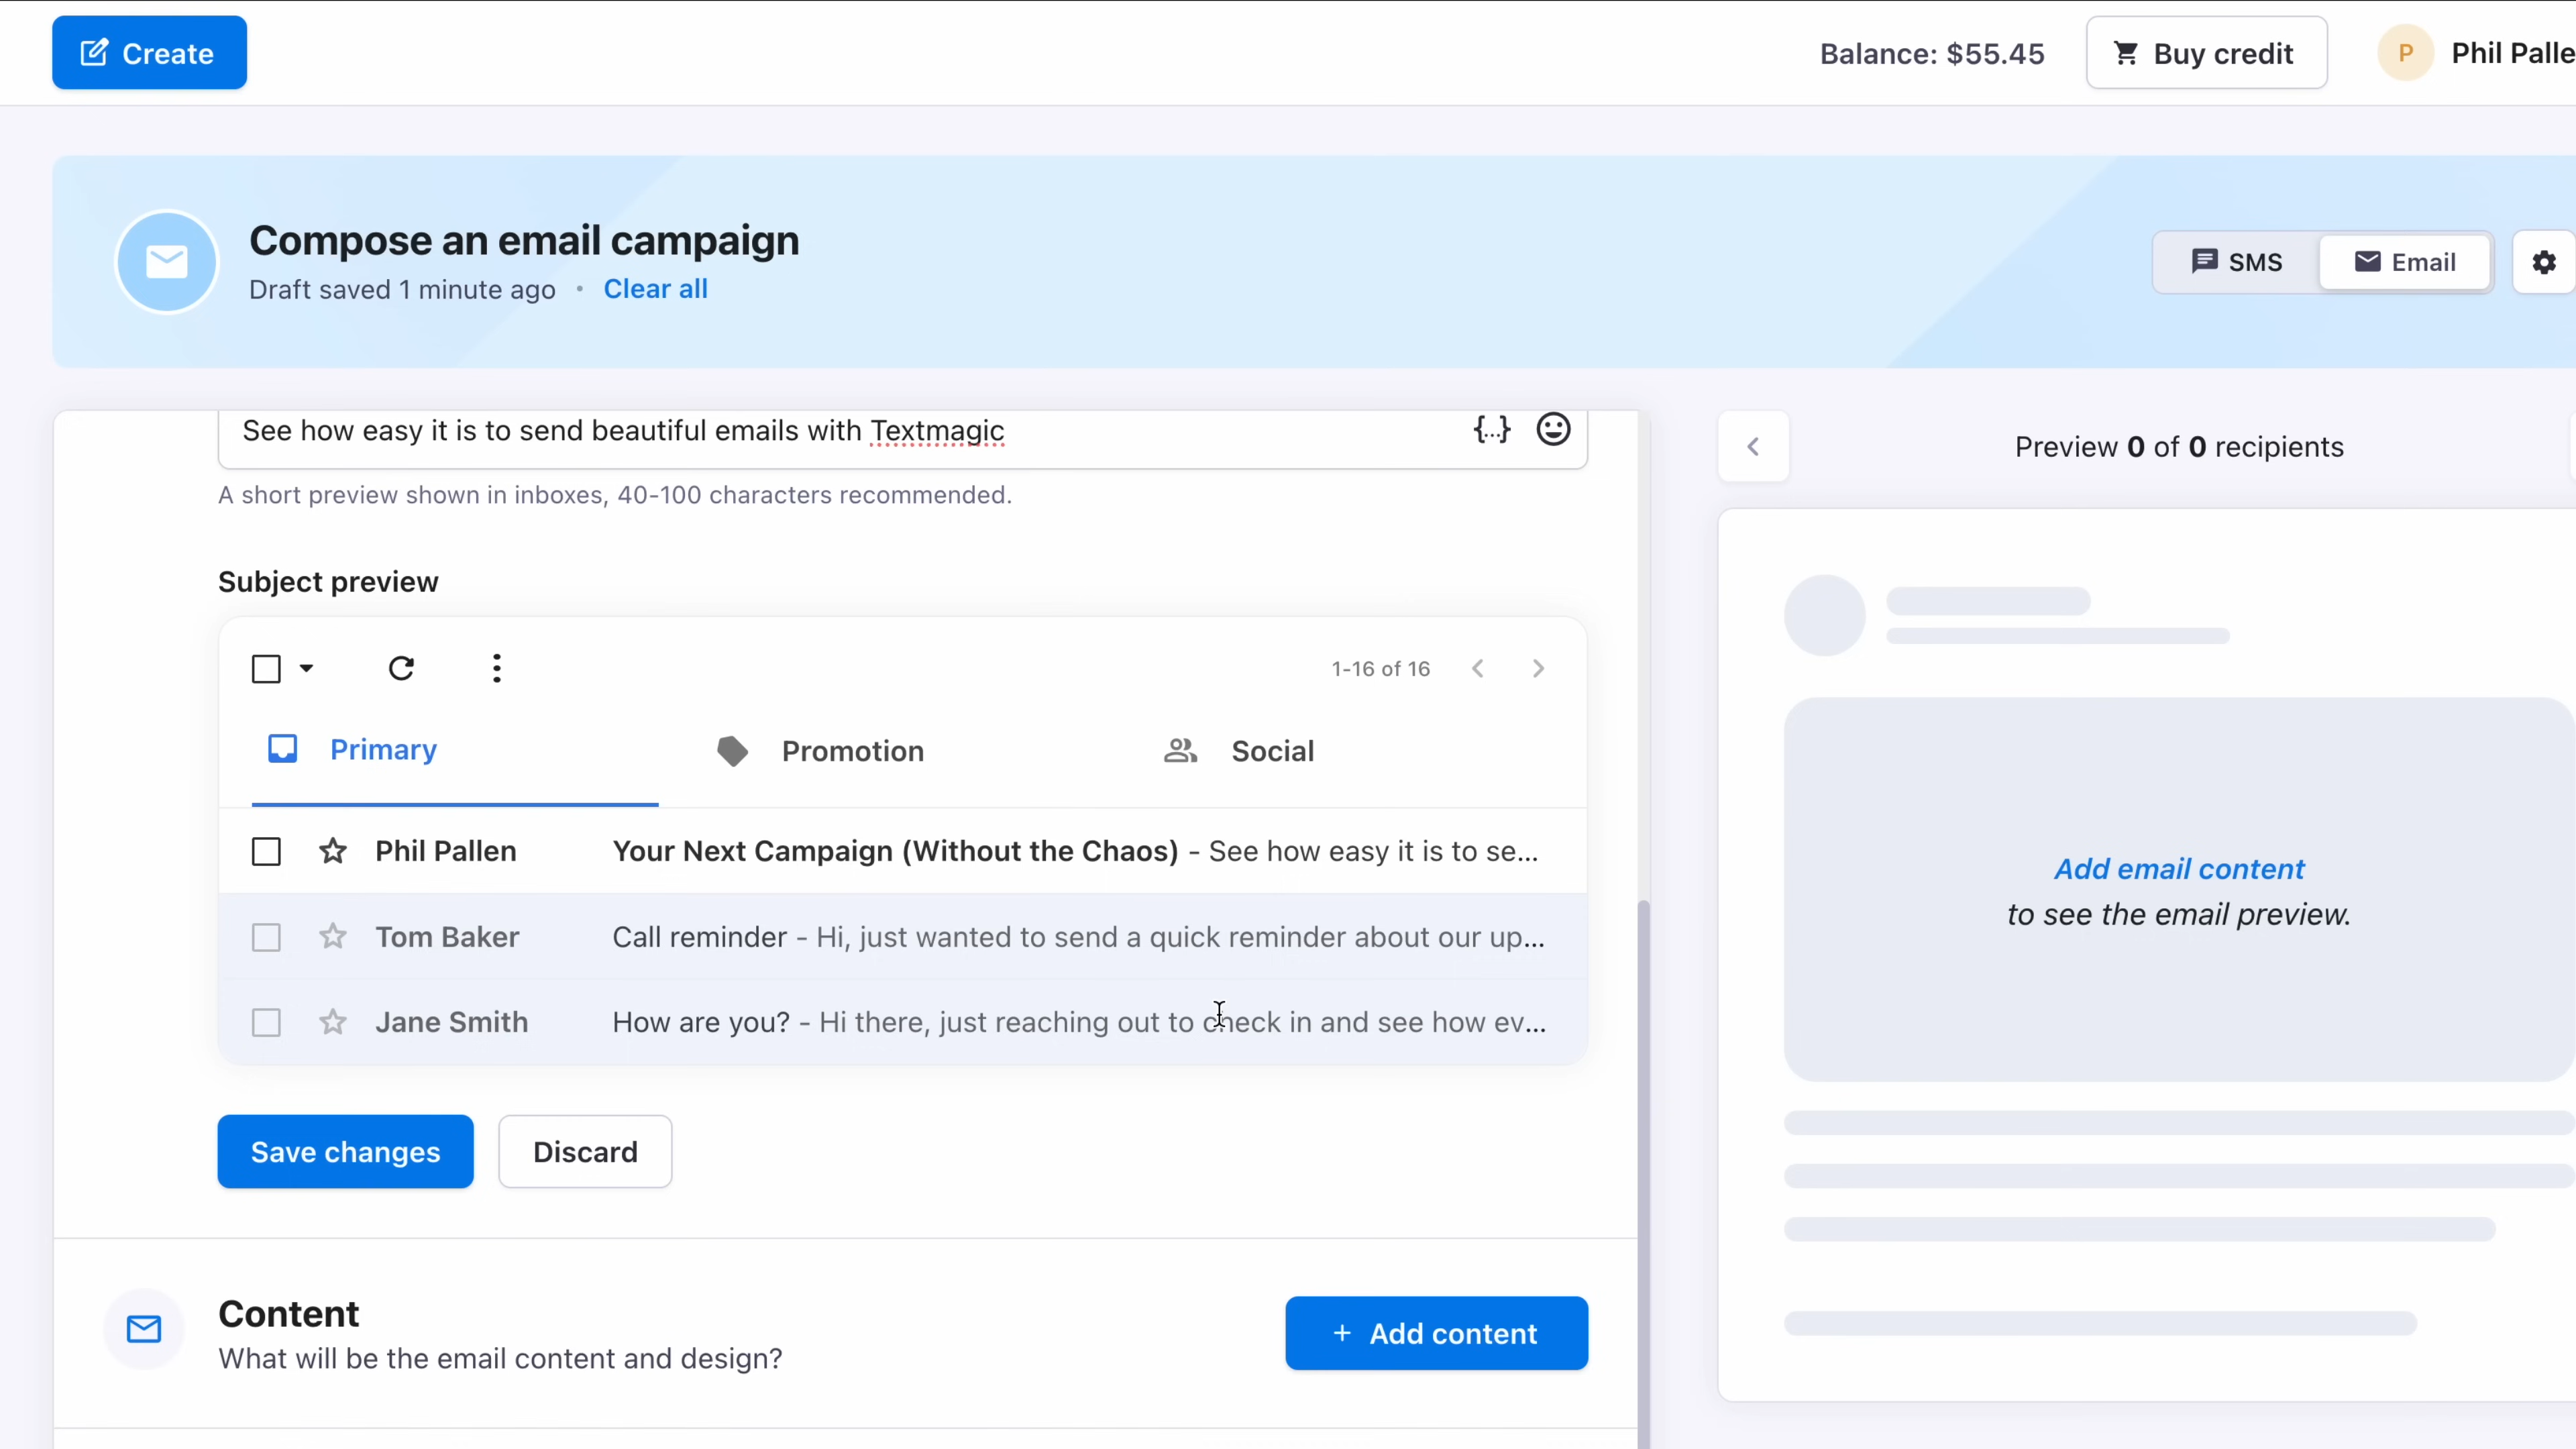 Create
Balance: $55.45
Buy credit
P
Phil Palle
Compose an email campaign
Draft saved 1 minute ago • Clear all
SMS
Email
See how easy it is to send beautiful emails with Textmagic
{...}
A short preview shown in inboxes, 40-100 characters recommended.
Preview 0 of 0 recipients
Subject preview
1-16 of 16
Primary
Promotion
Social
Phil Pallen
Your Next Campaign (Without the Chaos) - See how easy it is to se...
Tom Baker
Call reminder - Hi, just wanted to send a quick reminder about our up...
Jane Smith
How are you? - Hi there, just reaching out to check in and see how ev...
Add email content
to see the email preview.
Save changes
Discard
Content
What will be the email content and design?
+ Add content